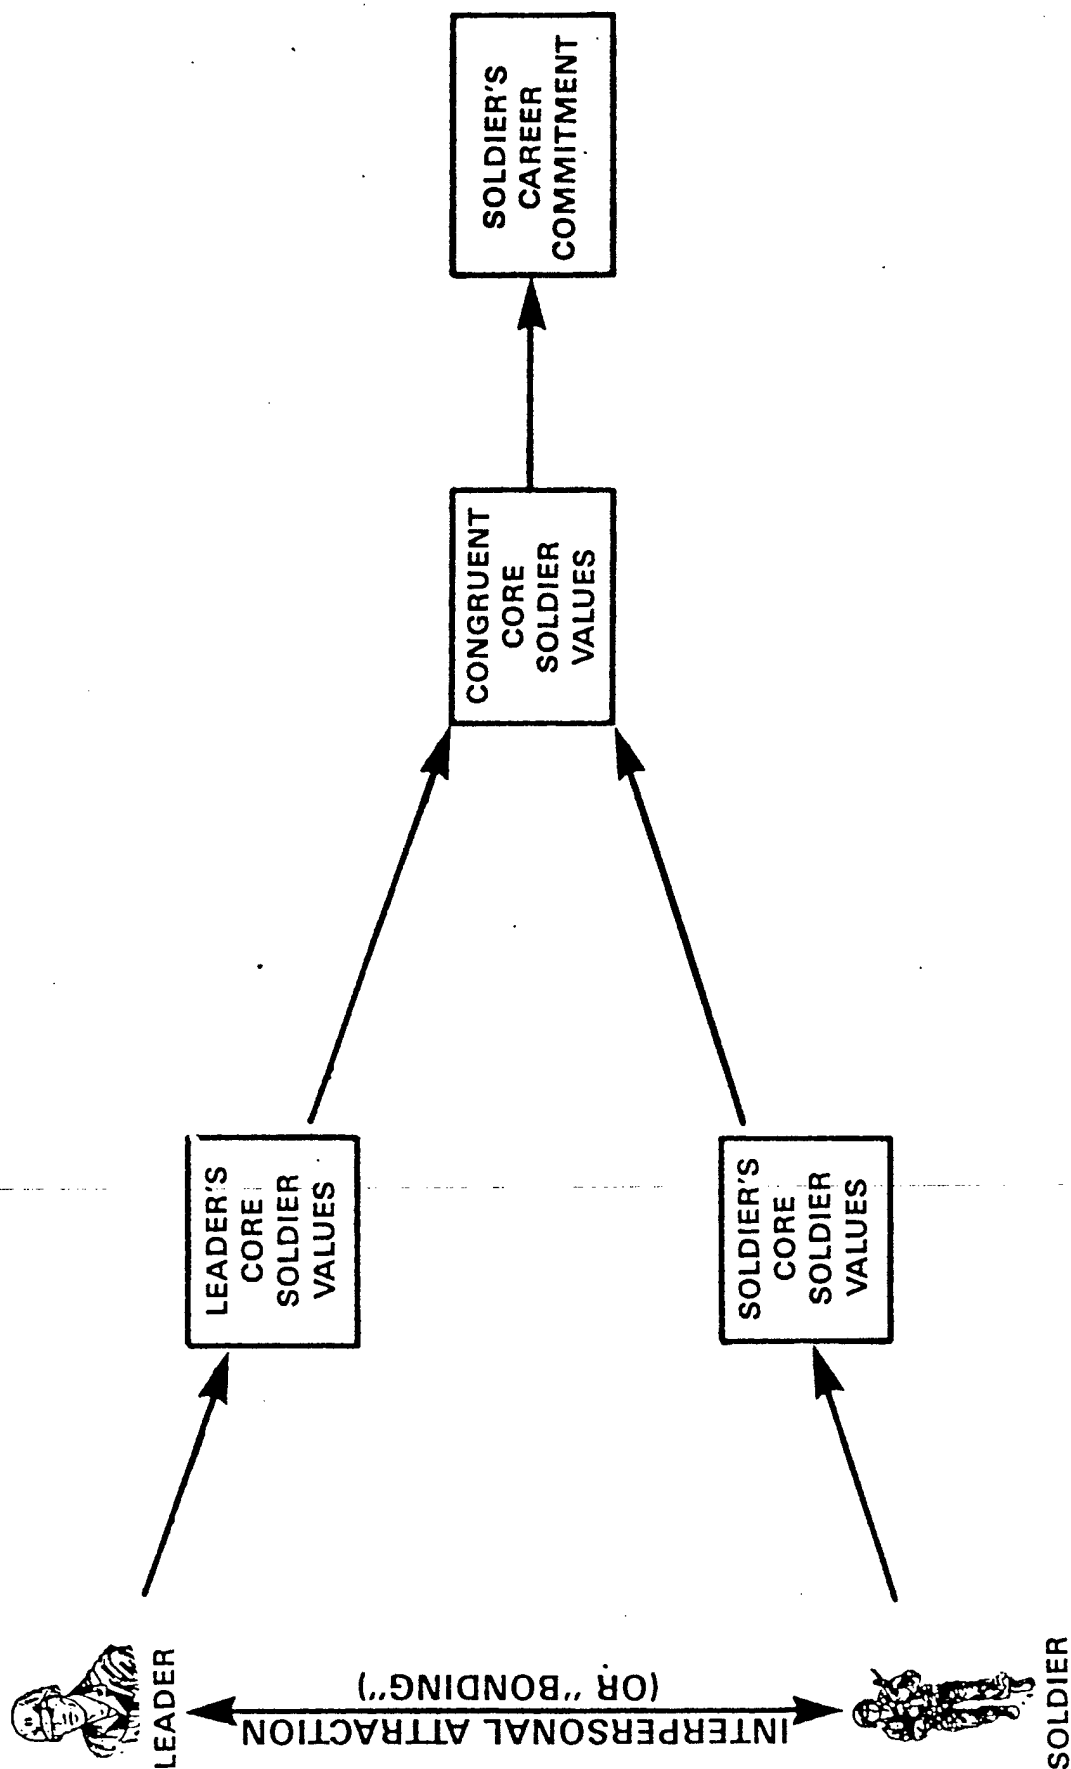 LEADER
INTERPERSONAL ATTRACTION
(OR "BONDING")
SOLDIER
LEADER'S
CORE
SOLDIER
VALUES
SOLDIER'S
CORE
SOLDIER
VALUES
CONGRUENT
CORE
SOLDIER
VALUES
SOLDIER'S
CAREER
COMMITMENT